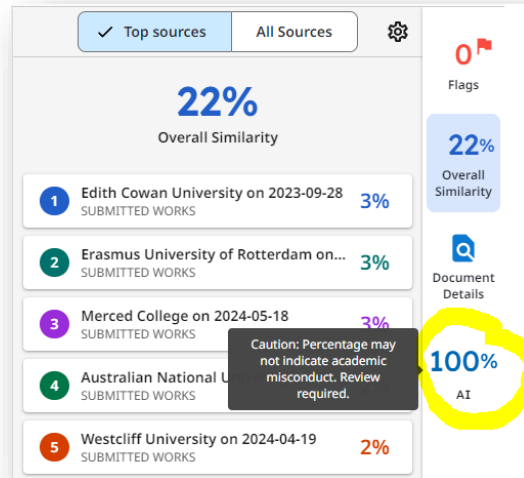 Top sources
All Sources
22%
Overall Similarity
1 Edith Cowan University on 2023-09-28 3%
SUBMITTED WORKS
2 Erasmus University of Rotterdam on... 3%
SUBMITTED WORKS
3 Merced College on 2024-05-18 3%
SUBMITTED WORKS
4 Australian National U
SUBMITTED WORKS
5 Westcliff University on 2024-04-19 2%
SUBMITTED WORKS
Caution: Percentage may
not indicate academic
misconduct. Review
required.
0
Flags
22%
Overall
Similarity
Document
Details
100%
AI